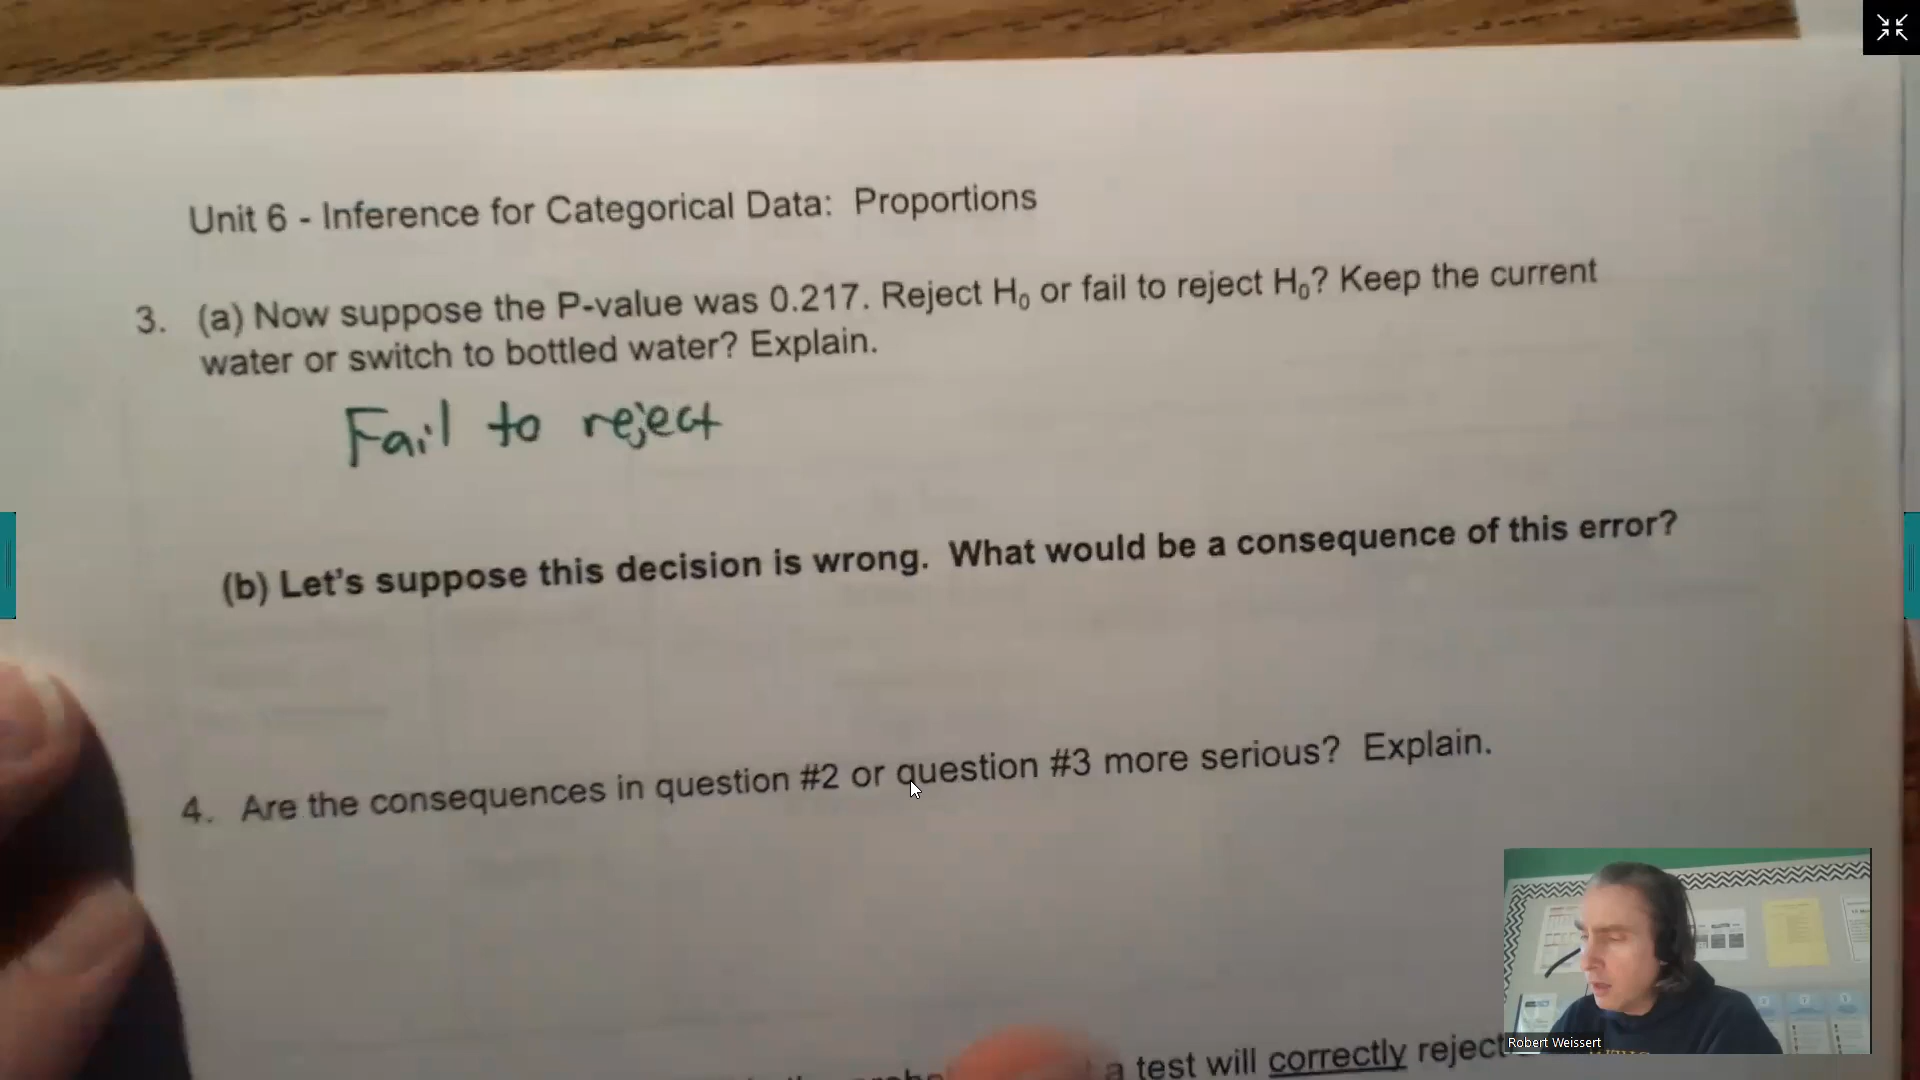 Unit 6 - Inference for Categorical Data: Proportions
3. (a) Now suppose the P-value was 0.217. Reject H₀ or fail to reject H₀? Keep the current
water or switch to bottled water? Explain.
Fail to reject
(b) Let's suppose this decision is wrong. What would be a consequence of this error?
4. Are the consequences in question #2 or question #3 more serious? Explain.
a test will correctly reject
Robert Weissert